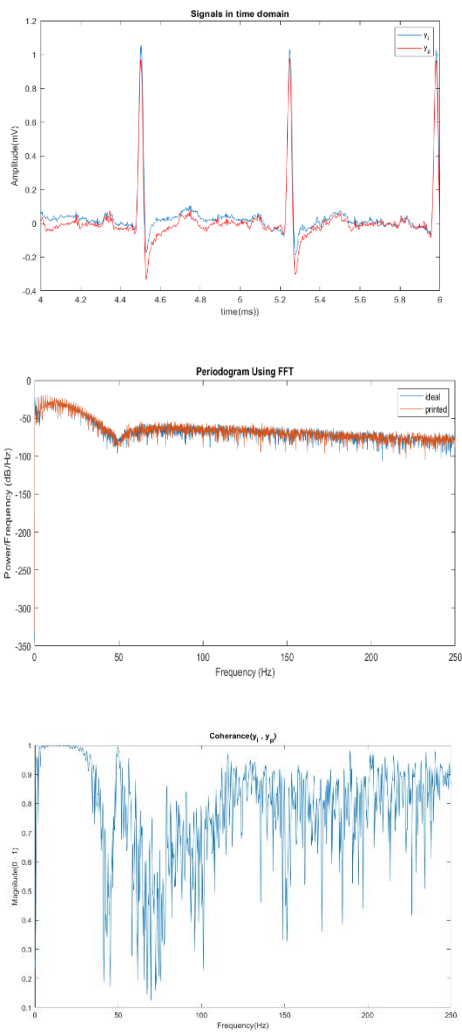 Signals in time domain
1.2
1
0.8
0.6
0.4
0.2
0
-0.2
-0.4
Amplitude(mV)
y_i
y_p
4 4.2 4.4 4.6 4.8 5 5.2 5.4 5.6 5.8 6
time(ms))
Periodogram Using FFT
0
-50
-100
-150
-200
-250
-300
-350
Power/Frequency (dB/Hz)
ideal
printed
0 50 100 150 200 250
Frequency (Hz)
Coherance(y_i , y_p)
1
0.9
0.8
0.7
0.6
0.5
0.4
0.3
0.2
0.1
Magnitude(0 : 1)
0 50 100 150 200 250
Frequency(Hz)